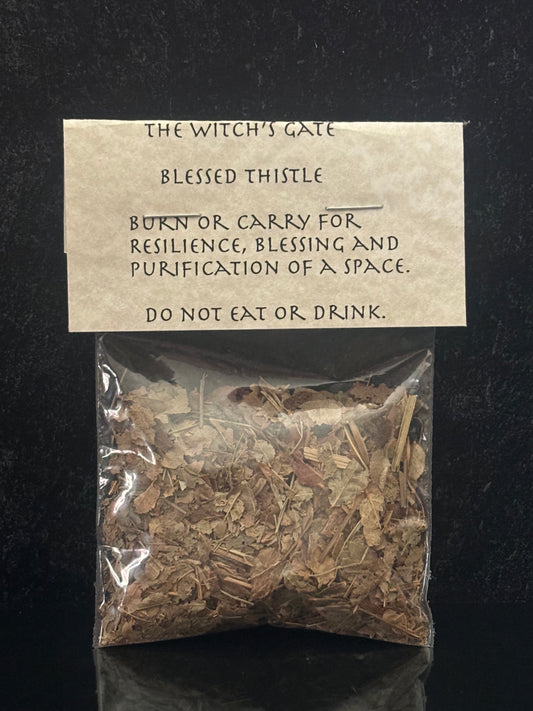 THE WITCH'S GATE
BLESSED THISTLE
BURN OR CARRY FOR
RESILIENCE, BLESSING AND
PURIFICATION OF A SPACE.
DO NOT EAT OR DRINK.